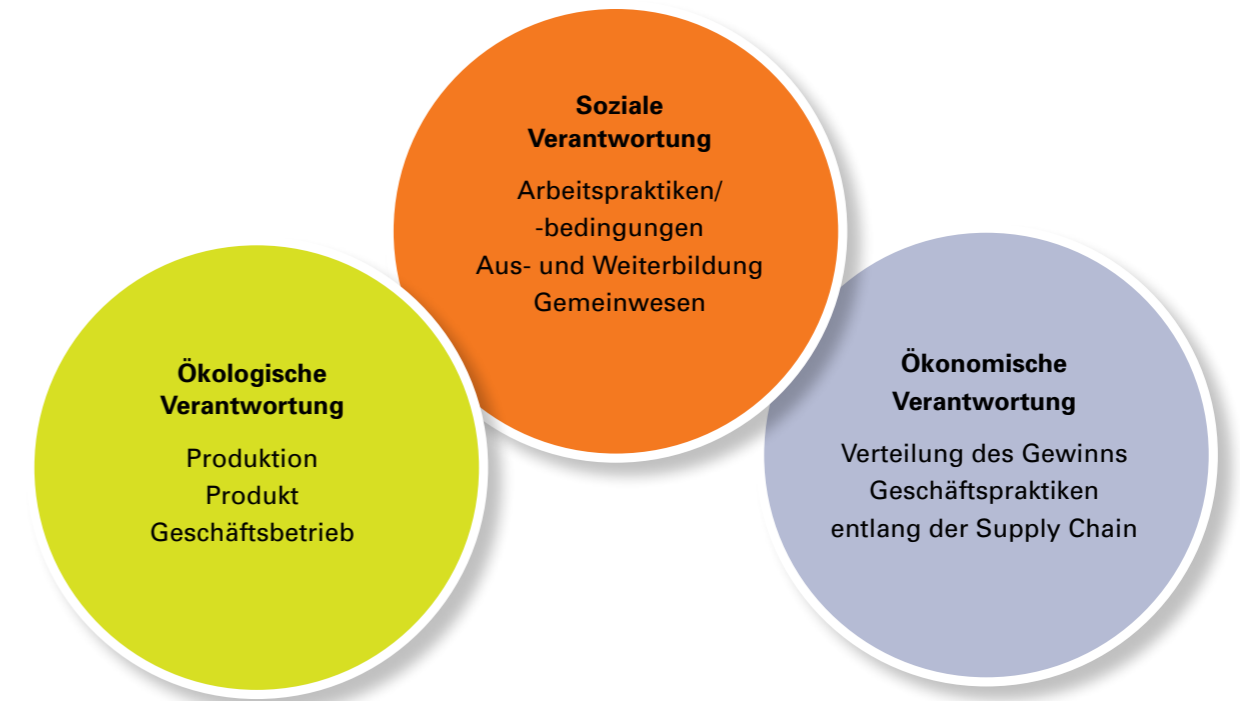 Soziale
Verantwortung
Arbeitspraktiken/
-bedingungen
Aus- und Weiterbildung
Gemeinwesen
Ökologische
Verantwortung
Produktion
Produkt
Geschäftsbetrieb
Ökonomische
Verantwortung
Verteilung des Gewinns
Geschäftspraktiken
entlang der Supply Chain